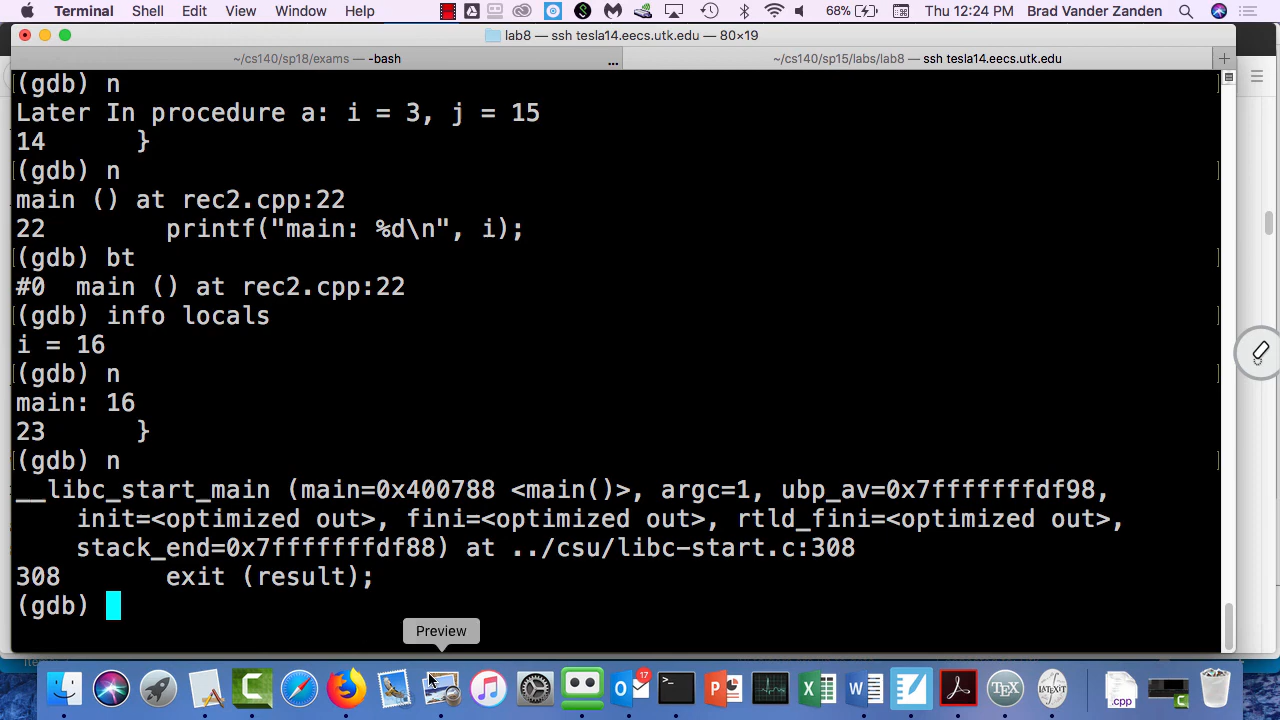 Terminal Shell Edit View Window Help 68% Thu 12:24 PM Brad Vander Zanden
lab8 — ssh tesla14.eecs.utk.edu — 80×19
~/cs140/sp18/exams — -bash ... ~/cs140/sp15/labs/lab8 — ssh tesla14.eecs.utk.edu +
(gdb) n
Later In procedure a: i = 3, j = 15
14 }
(gdb) n
main () at rec2.cpp:22
22 printf("main: %d\n", i);
(gdb) bt
#0 main () at rec2.cpp:22
(gdb) info locals
i = 16
(gdb) n
main: 16
23 }
(gdb) n
__libc_start_main (main=0x400788 <main()>, argc=1, ubp_av=0x7fffffffdf98,
init=<optimized out>, fini=<optimized out>, rtld_fini=<optimized out>,
stack_end=0x7fffffffdf88) at ../csu/libc-start.c:308
308 exit (result);
(gdb)
Preview
17
.cpp